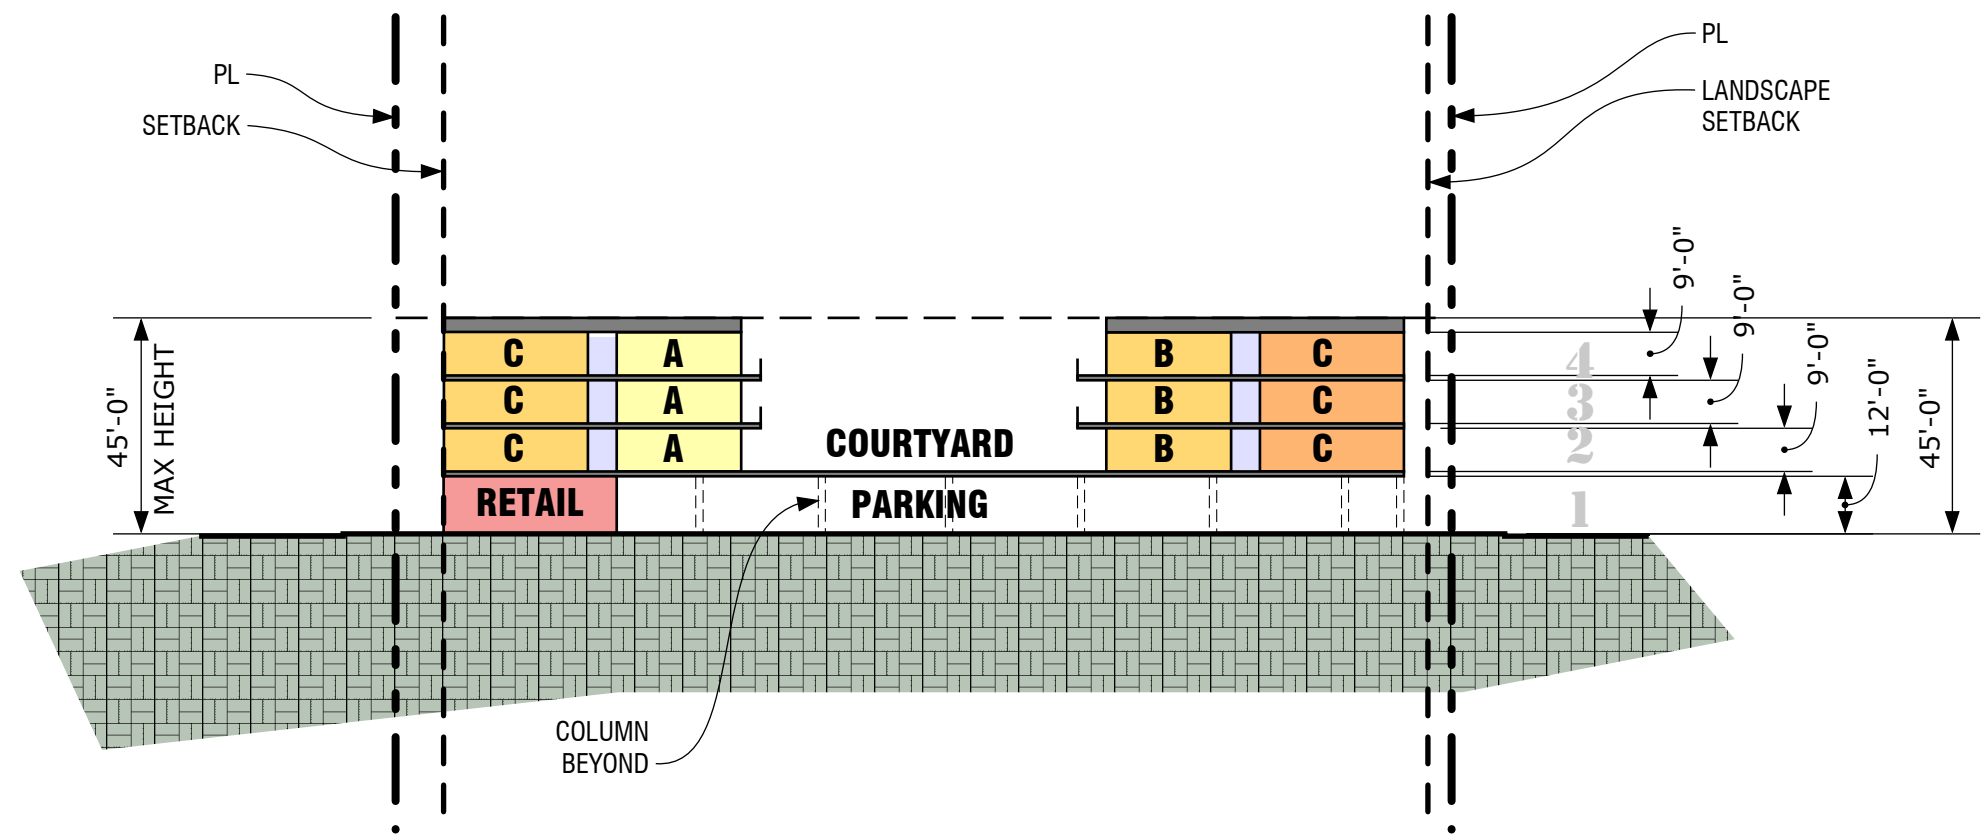 PL
SETBACK
PL
LANDSCAPE
SETBACK
45'-0"
MAX HEIGHT
C A
B C
C A
B C
C A
B C
COURTYARD
RETAIL
PARKING
4
3
2
1
9'-0"
9'-0"
9'-0"
12'-0"
45'-0"
COLUMN
BEYOND